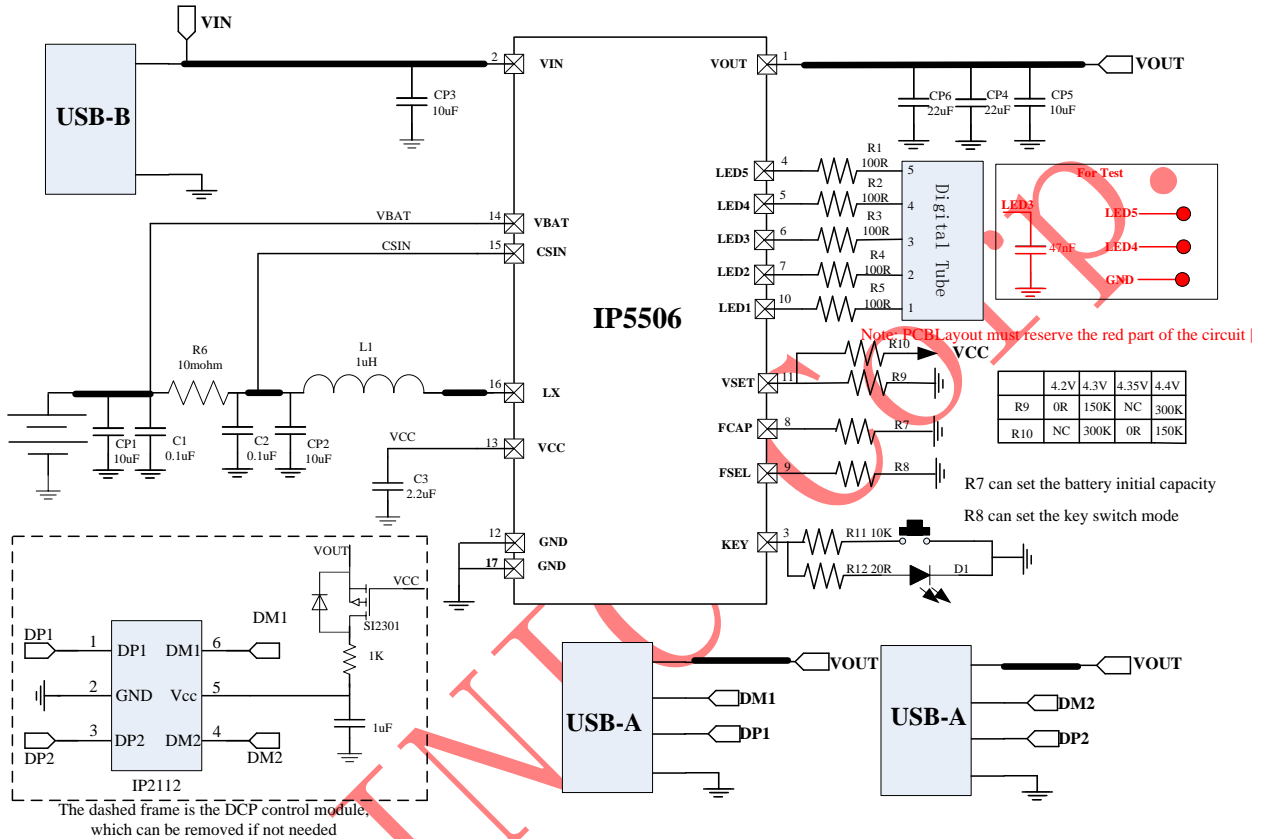 VIN
USB-B
2
VIN
CP3
10uF
VOUT
1
VOUT
CP6
22uF
CP4
22uF
CP5
10uF
LED5
4
R1
100R
5
LED4
5
R2
100R
4
LED3
6
R3
100R
3
LED2
7
R4
100R
2
LED1
10
R5
100R
1
Digital Tube
For Test
LED3
47nF
LED5
LED4
GND
Note: PCBLayout must reserve the red part of the circuit |
VBAT
14
VBAT
CSIN
15
CSIN
IP5506
R6
10mohm
L1
1uH
16
LX
CP1
10uF
C1
0.1uF
C2
0.1uF
CP2
10uF
VCC
13
VCC
C3
2.2uF
12
GND
17
GND
VSET
11
R10
VCC
R9
FCAP
8
R7
FSEL
9
R8
KEY
3
R11 10K
R12 20R
D1
4.2V 4.3V 4.35V 4.4V
R9 0R 150K NC 300K
R10 NC 300K 0R 150K
R7 can set the battery initial capacity
R8 can set the key switch mode
VOUT
VCC
SI2301
1K
1uF
DP1
1
DP1
DM1
6
DM1
2
GND
Vcc
5
DP2
3
DP2
DM2
4
DM2
IP2112
The dashed frame is the DCP control module,
which can be removed if not needed
USB-A
VOUT
DM1
DP1
USB-A
VOUT
DM2
DP2
INIC Corp.